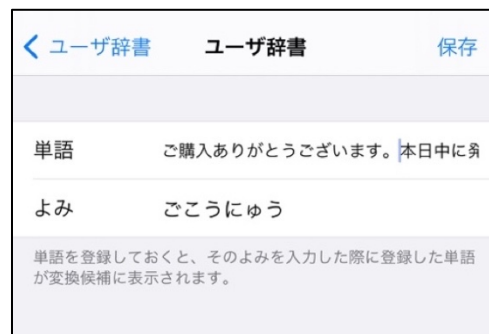 ユーザ辞書 ユーザ辞書 保存
単語 ご購入ありがとうございます。本日中に発
よみ ごこうにゅう
単語を登録しておくと、そのよみを入力した際に登録した単語
が変換候補に表示されます。